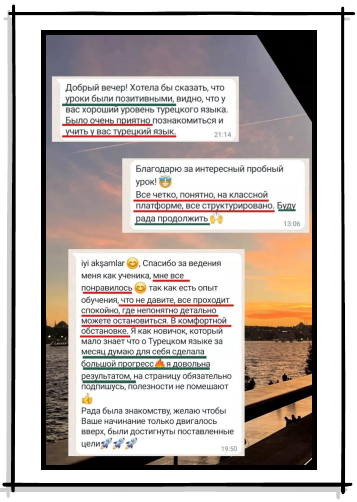 Добрый вечер! Хотела бы сказать, что
уроки были позитивными, видно, что у
вас хороший уровень турецкого языка.
Было очень приятно познакомиться и
учить у вас турецкий язык.
21:14
Благодарю за интересный пробный
урок! 😇
Все четко, понятно, на классной
платформе, все структурировано. Буду
рада продолжить 🙌
13:06
iyi akşamlar 😊, Спасибо за ведения
меня как ученика, мне все
понравилось 😊 так как есть опыт
обучения, что не давите, все проходит
спокойно, где непонятно детально
можете остановиться. В комфортной
обстановке. Я как новичок, который
мало знает что о Турецком языке за
месяц думаю для себя сделала
большой прогресс🔥я довольна
результатом, на страницу обязательно
подпишусь, полезности не помешают
👍
Рада была знакомству, желаю чтобы
Ваше начинание только двигалось
вверх, были достигнуты поставленные
цели🚀🚀🚀
19:50